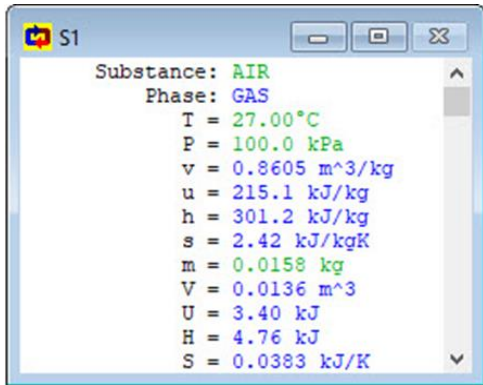 S1
Substance: AIR
Phase: GAS
T = 27.00°C
P = 100.0 kPa
v = 0.8605 m^3/kg
u = 215.1 kJ/kg
h = 301.2 kJ/kg
s = 2.42 kJ/kgK
m = 0.0158 kg
V = 0.0136 m^3
U = 3.40 kJ
H = 4.76 kJ
S = 0.0383 kJ/K